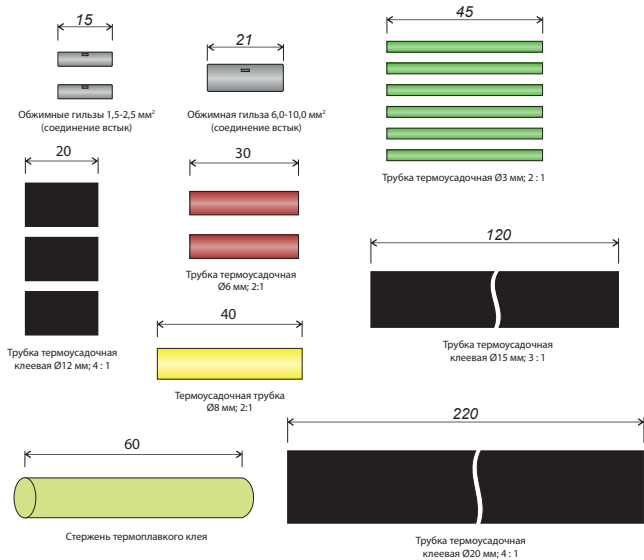 15
Обжимные гильзы 1,5-2,5 мм²
(соединение встык)
21
Обжимная гильза 6,0-10,0 мм²
(соединение встык)
45
Трубка термоусадочная Ø3 мм; 2 : 1
20
Трубка термоусадочная
клеевая Ø12 мм; 4 : 1
30
Трубка термоусадочная
Ø6 мм; 2:1
40
Термоусадочная трубка
Ø8 мм; 2:1
120
Трубка термоусадочная
клеевая Ø15 мм; 3 : 1
60
Стержень термоплавкого клея
220
Трубка термоусадочная
клеевая Ø20 мм; 4 : 1